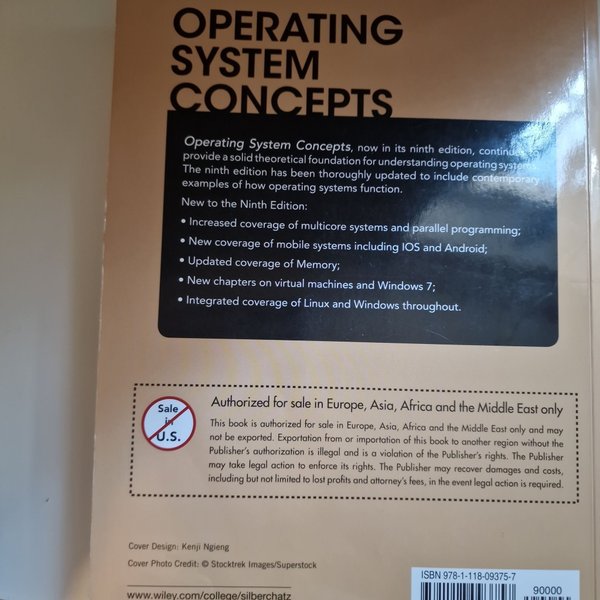 OPERATING
SYSTEM
CONCEPTS
Operating System Concepts, now in its ninth edition, continues to
provide a solid theoretical foundation for understanding operating systems.
The ninth edition has been thoroughly updated to include contemporary
examples of how operating systems function.
New to the Ninth Edition:
• Increased coverage of multicore systems and parallel programming;
• New coverage of mobile systems including IOS and Android;
• Updated coverage of Memory;
• New chapters on virtual machines and Windows 7;
• Integrated coverage of Linux and Windows throughout.
Sale
in
U.S.
Authorized for sale in Europe, Asia, Africa and the Middle East only
This book is authorized for sale in Europe, Asia, Africa and the Middle East only and may
not be exported. Exportation from or importation of this book to another region without the
Publisher's authorization is illegal and is a violation of the Publisher's rights. The Publisher
may take legal action to enforce its rights. The Publisher may recover damages and costs,
including but not limited to lost profits and attorney's fees, in the event legal action is required.
Cover Design: Kenji Ngieng
Cover Photo Credit: © Stocktrek Images/Superstock
www.wiley.com/college/silberchatz
ISBN 978-1-118-09375-7
90000